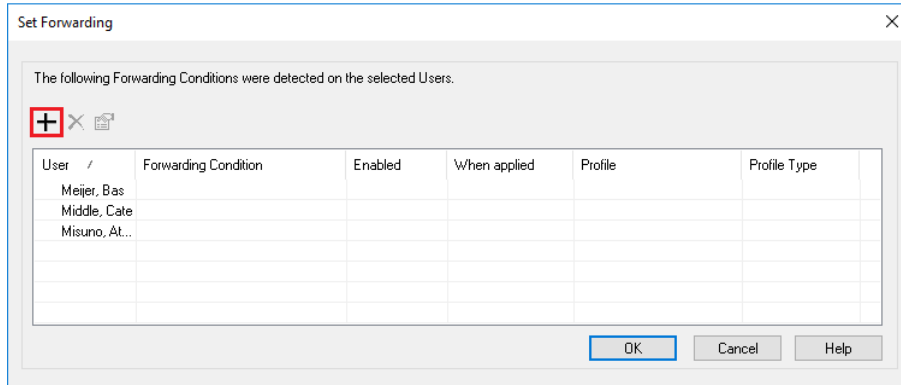 Set Forwarding
The following Forwarding Conditions were detected on the selected Users.
User / Forwarding Condition Enabled When applied Profile Profile Type
Meijer, Bas
Middle, Cate
Misuno, At...
OK Cancel Help